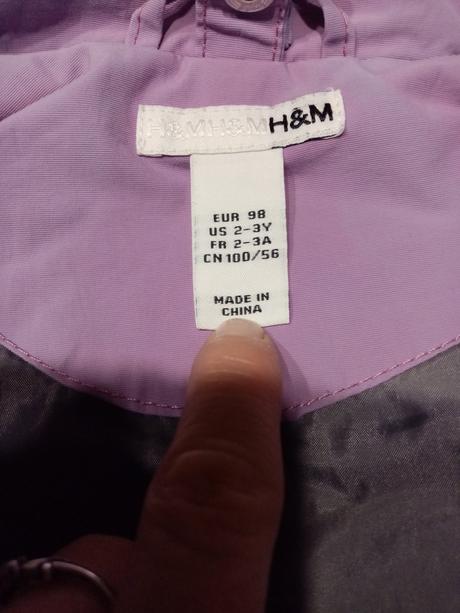 H&MH&MH&M
EUR 98
US 2-3Y
FR 2-3A
CN 100/56
MADE IN
CHINA